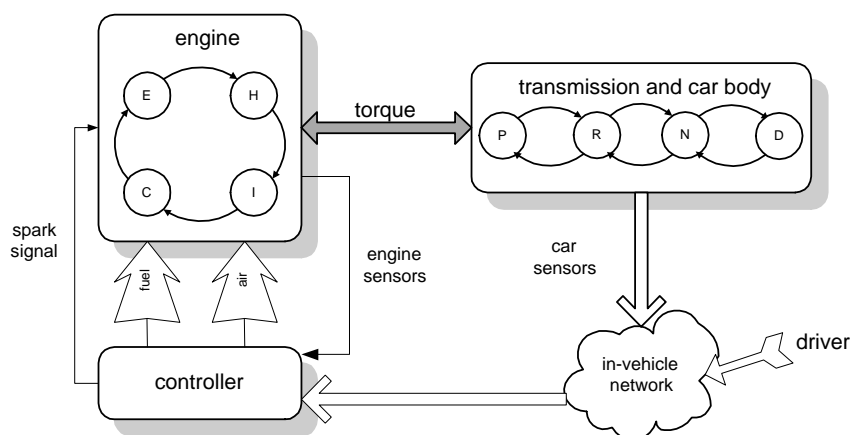 engine
E
H
C
I
torque
transmission and car body
P
R
N
D
spark
signal
fuel
air
engine
sensors
car
sensors
controller
in-vehicle
network
driver